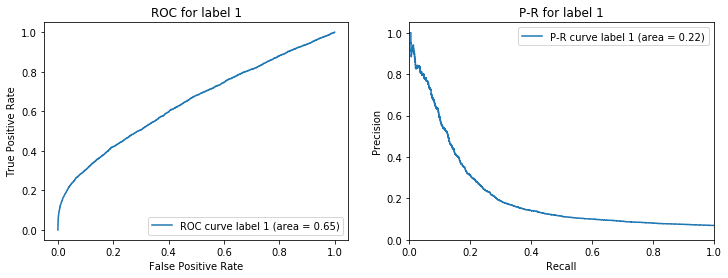 ROC for label 1
True Positive Rate
1.0
0.8
0.6
0.4
0.2
0.0
0.0 0.2 0.4 0.6 0.8 1.0
False Positive Rate
ROC curve label 1 (area = 0.65)
P-R for label 1
Precision
1.0
0.8
0.6
0.4
0.2
0.0
0.0 0.2 0.4 0.6 0.8 1.0
Recall
P-R curve label 1 (area = 0.22)